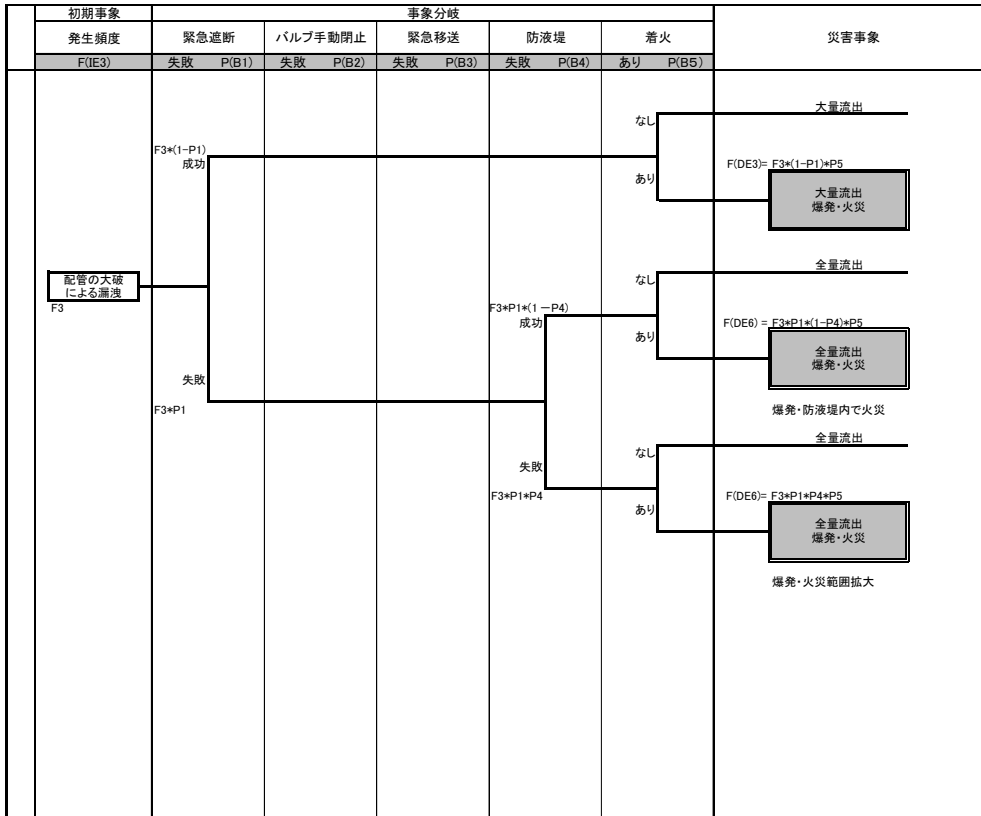 初期事象
事象分岐
発生頻度
緊急遮断
バルブ手動閉止
緊急移送
防液堤
着火
災害事象
F(IE3)
失敗 P(B1)
失敗 P(B2)
失敗 P(B3)
失敗 P(B4)
あり P(B5)
大量流出
なし
F3*(1-P1)
成功
あり
F(DE3)= F3*(1-P1)*P5
大量流出
爆発・火災
全量流出
配管の大破
による漏洩
なし
F3
F3*P1*(1-P4)
成功
F(DE6) = F3*P1*(1-P4)*P5
あり
全量流出
爆発・火災
失敗
F3*P1
爆発・防液堤内で火災
全量流出
なし
失敗
F3*P1*P4
F(DE6)= F3*P1*P4*P5
あり
全量流出
爆発・火災
爆発・火災範囲拡大